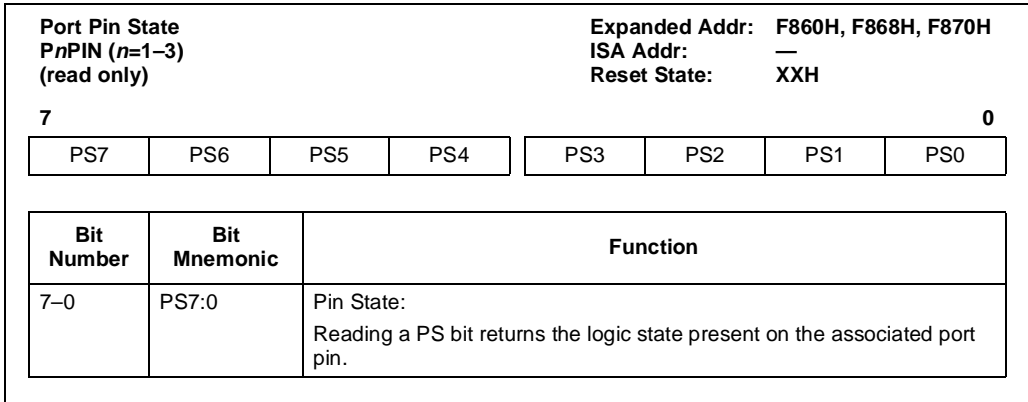 Port Pin State
PnPIN (n=1–3)
(read only)
Expanded Addr: F860H, F868H, F870H
ISA Addr: —
Reset State: XXH
7 0
PS7 PS6 PS5 PS4 PS3 PS2 PS1 PS0
Bit Number Bit Mnemonic Function
7–0 PS7:0 Pin State:
Reading a PS bit returns the logic state present on the associated port
pin.